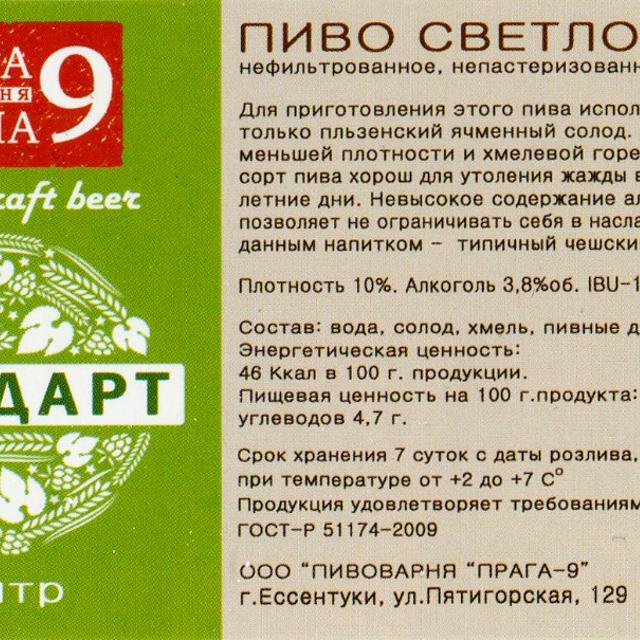 9
craft beer
ДАРТ
ПИВО СВЕТЛО
нефильтрованное, непастеризованн
Для приготовления этого пива испол
только пльзенский ячменный солод.
меньшей плотности и хмелевой горе
сорт пива хорош для утоления жажды в
летние дни. Невысокое содержание ал
позволяет не ограничивать себя в насла
данным напитком – типичный чешски
Плотность 10%. Алкоголь 3,8%об. IBU-1
Состав: вода, солод, хмель, пивные д
Энергетическая ценность:
46 Ккал в 100 г. продукции.
Пищевая ценность на 100 г.продукта:
углеводов 4,7 г.
Срок хранения 7 суток с даты розлива,
при температуре от +2 до +7 С°
Продукция удовлетворяет требованиям
ГОСТ-Р 51174-2009
ООО "ПИВОВАРНЯ "ПРАГА-9"
г.Ессентуки, ул.Пятигорская, 129